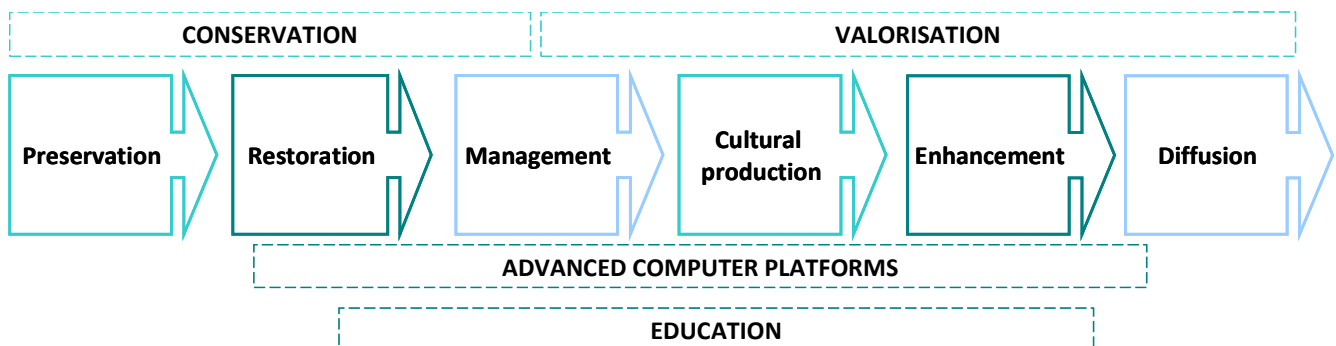 CONSERVATION
VALORISATION
Preservation
Restoration
Management
Cultural
production
Enhancement
Diffusion
ADVANCED COMPUTER PLATFORMS
EDUCATION